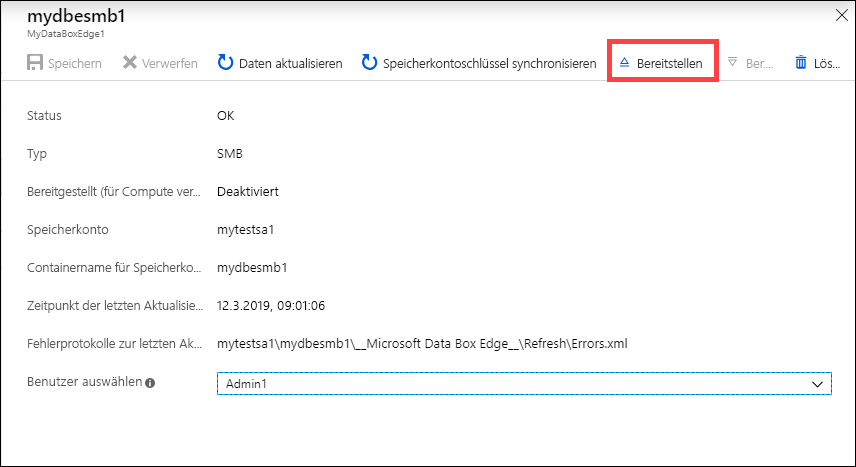 mydbesmb1
MyDataBoxEdge1
Speichern Verwerfen Daten aktualisieren Speicherkontoschlüssel synchronisieren Bereitstellen Ber.... Lös...
Status OK
Typ SMB
Bereitgestellt (für Compute ver... Deaktiviert
Speicherkonto mytestsa1
Containername für Speicherko... mydbesmb1
Zeitpunkt der letzten Aktualisie... 12.3.2019, 09:01:06
Fehlerprotokolle zur letzten Ak... mytestsa1\mydbesmb1\__Microsoft Data Box Edge__\Refresh\Errors.xml
Benutzer auswählen Admin1